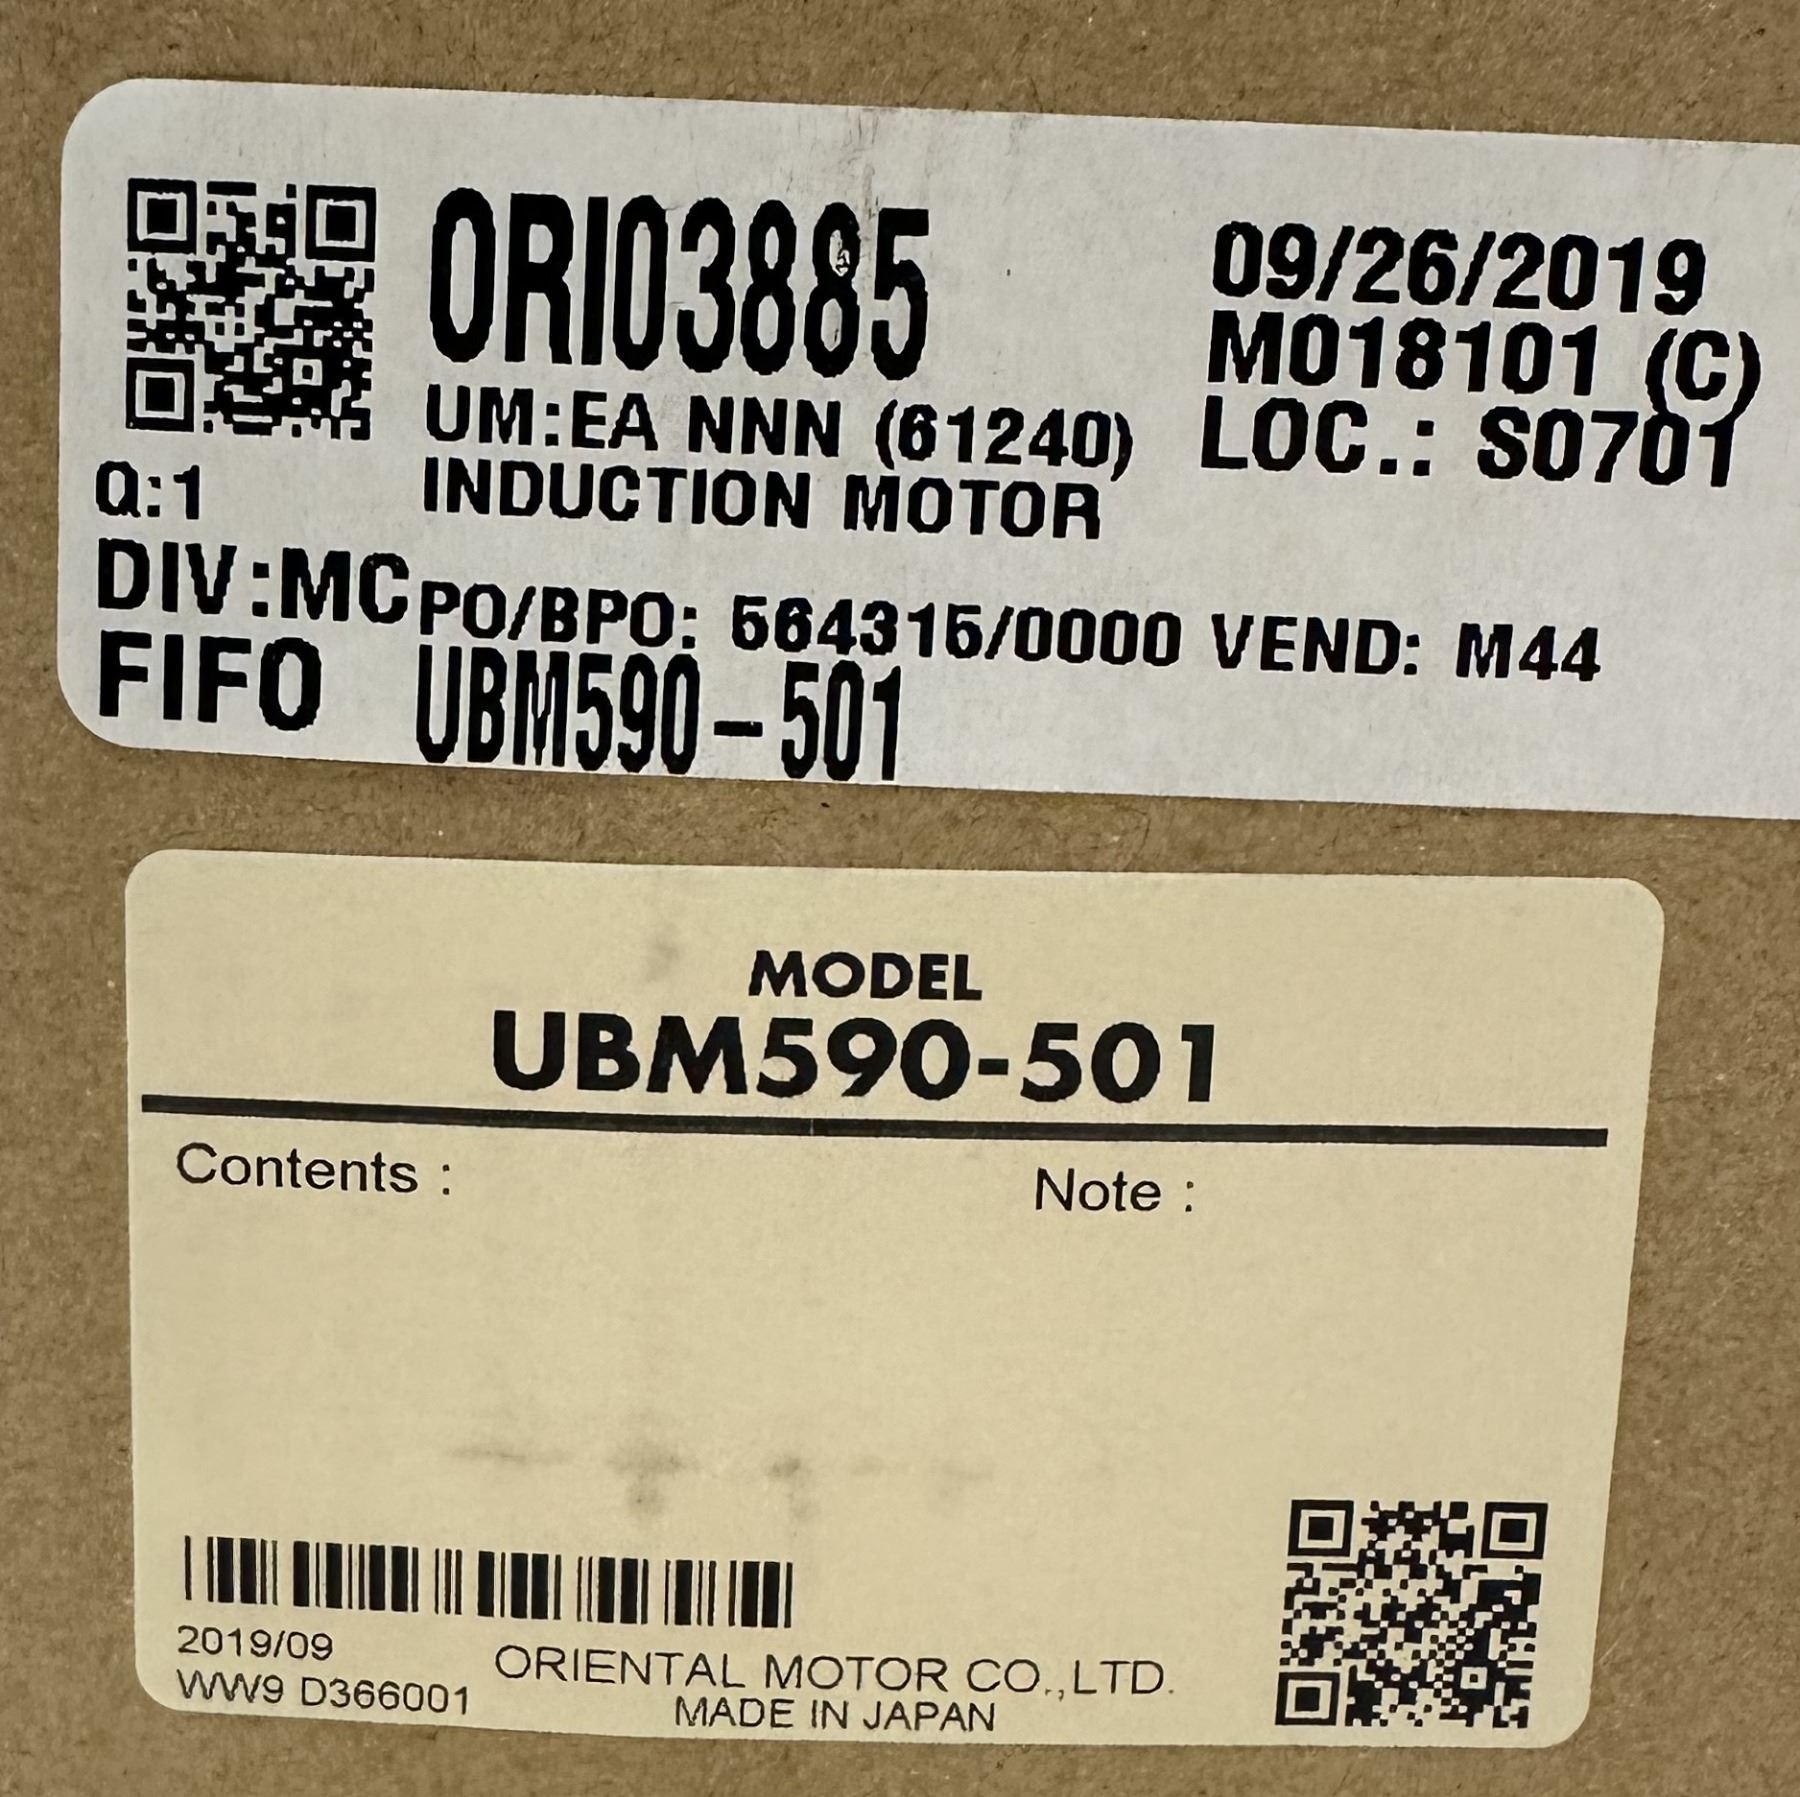 ORI03885
09/26/2019
M018101 (C)
UM:EA NNN (61240)
LOC.: S0701
Q:1
INDUCTION MOTOR
DIV:MC
PO/BPO: 564315/0000 VEND: M44
FIFO
UBM590-501
MODEL
UBM590-501
Contents :
Note :
2019/09
WW9 D366001
ORIENTAL MOTOR CO.,LTD.
MADE IN JAPAN